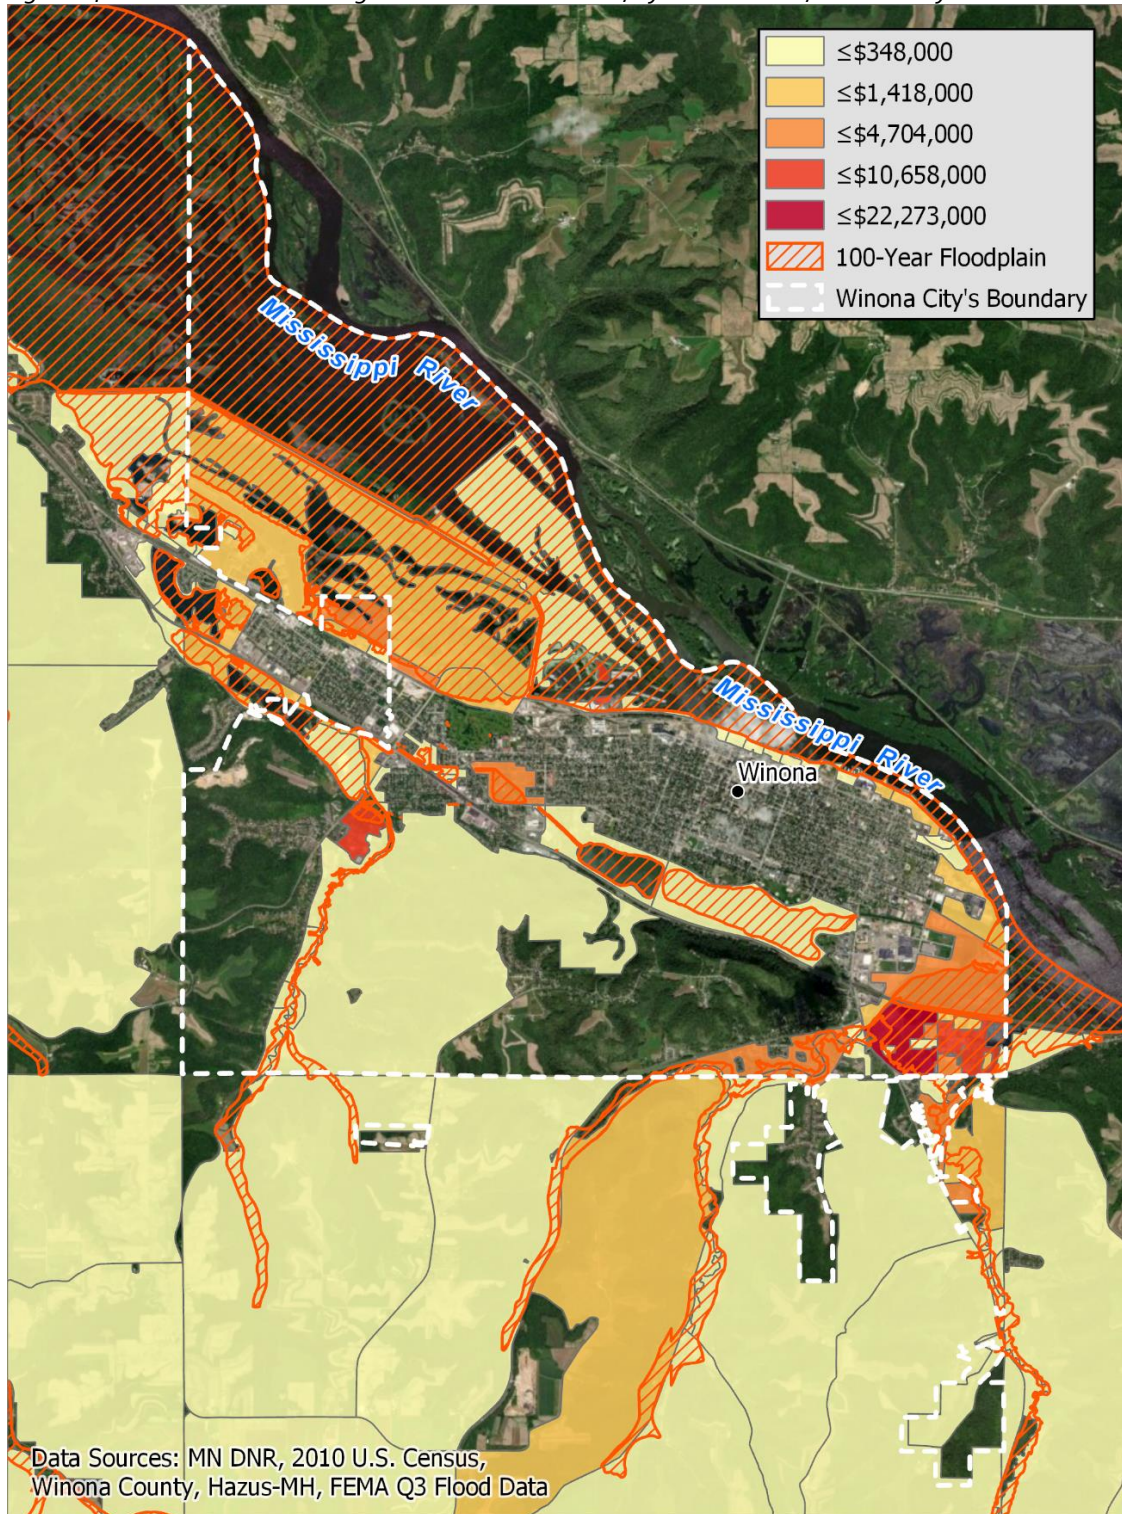 ≤$348,000
≤$1,418,000
≤$4,704,000
≤$10,658,000
≤$22,273,000
100-Year Floodplain
Winona City's Boundary
Mississippi River
Mississippi River
Winona
Data Sources: MN DNR, 2010 U.S. Census,
Winona County, Hazus-MH, FEMA Q3 Flood Data